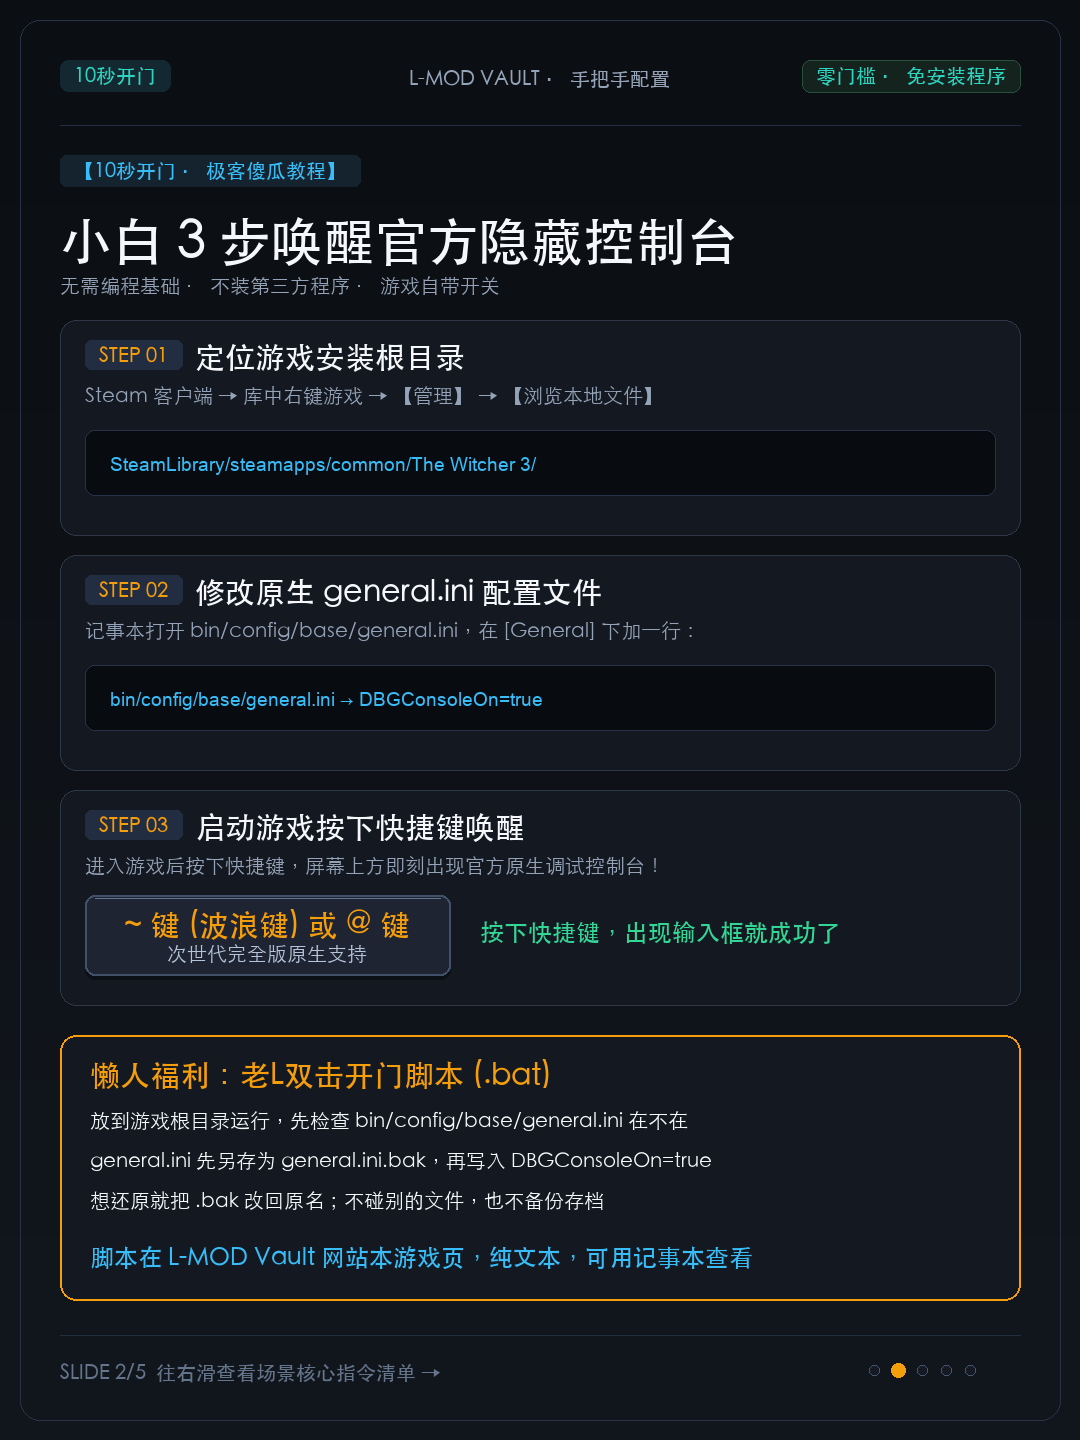 10秒开门
L-MOD VAULT · 手把手配置
零门槛 · 免安装程序
【10秒开门 · 极客傻瓜教程】
小白 3 步唤醒官方隐藏控制台
无需编程基础 · 不装第三方程序 · 游戏自带开关
STEP 01 定位游戏安装根目录
Steam 客户端 → 库中右键游戏 → 【管理】 → 【浏览本地文件】
SteamLibrary/steamapps/common/The Witcher 3/
STEP 02 修改原生 general.ini 配置文件
记事本打开 bin/config/base/general.ini，在 [General] 下加一行：
bin/config/base/general.ini → DBGConsoleOn=true
STEP 03 启动游戏按下快捷键唤醒
进入游戏后按下快捷键，屏幕上方即刻出现官方原生调试控制台！
~ 键 (波浪键) 或 @ 键
次世代完全版原生支持
按下快捷键，出现输入框就成功了
懒人福利：老L双击开门脚本 (.bat)
放到游戏根目录运行，先检查 bin/config/base/general.ini 在不在
general.ini 先另存为 general.ini.bak，再写入 DBGConsoleOn=true
想还原就把 .bak 改回原名；不碰别的文件，也不备份存档
脚本在 L-MOD Vault 网站本游戏页，纯文本，可用记事本查看
SLIDE 2/5 往右滑查看场景核心指令清单 →